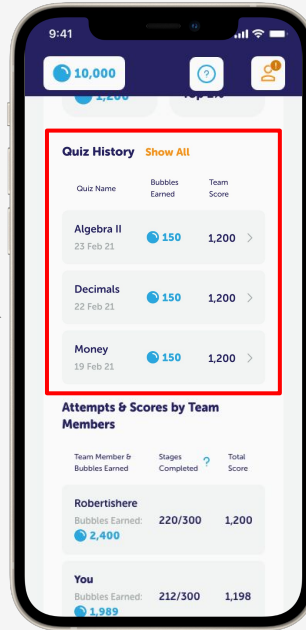 9:41
10,000
?
!
1,200
Quiz History Show All
Quiz Name Bubbles Earned Team Score
Algebra II
23 Feb 21
150 1,200 >
Decimals
22 Feb 21
150 1,200 >
Money
19 Feb 21
150 1,200 >
Attempts & Scores by Team
Members
Team Member &
Bubbles Earned
Stages
Completed
?
Total
Score
Robertishere
Bubbles Earned:
2,400
220/300 1,200
You
Bubbles Earned:
1,989
212/300 1,198